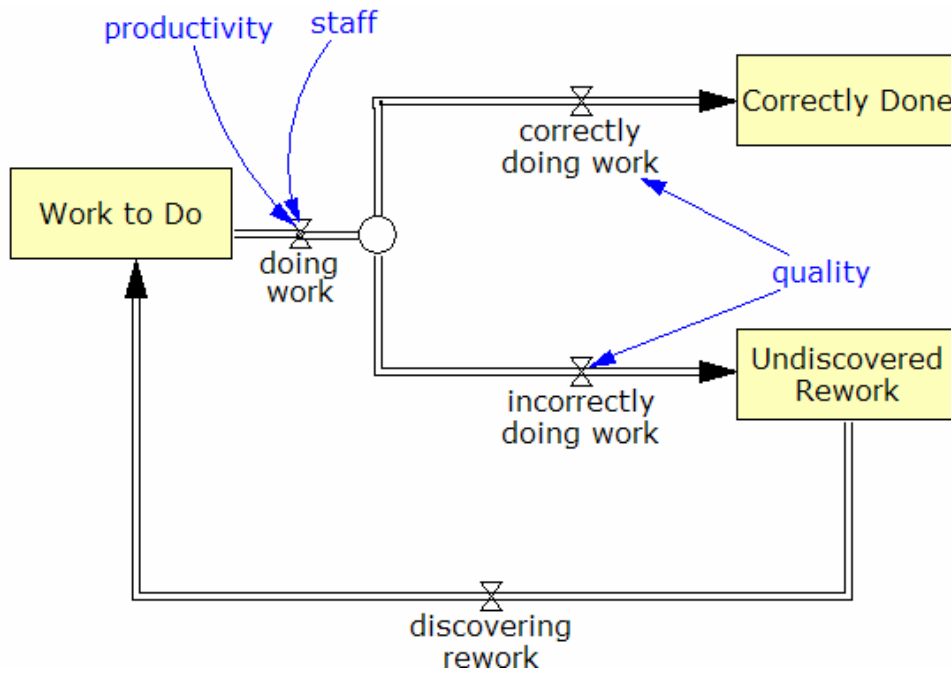 productivity
staff
Correctly Done
correctly
doing work
Work to Do
doing
work
quality
Undiscovered
Rework
incorrectly
doing work
discovering
rework